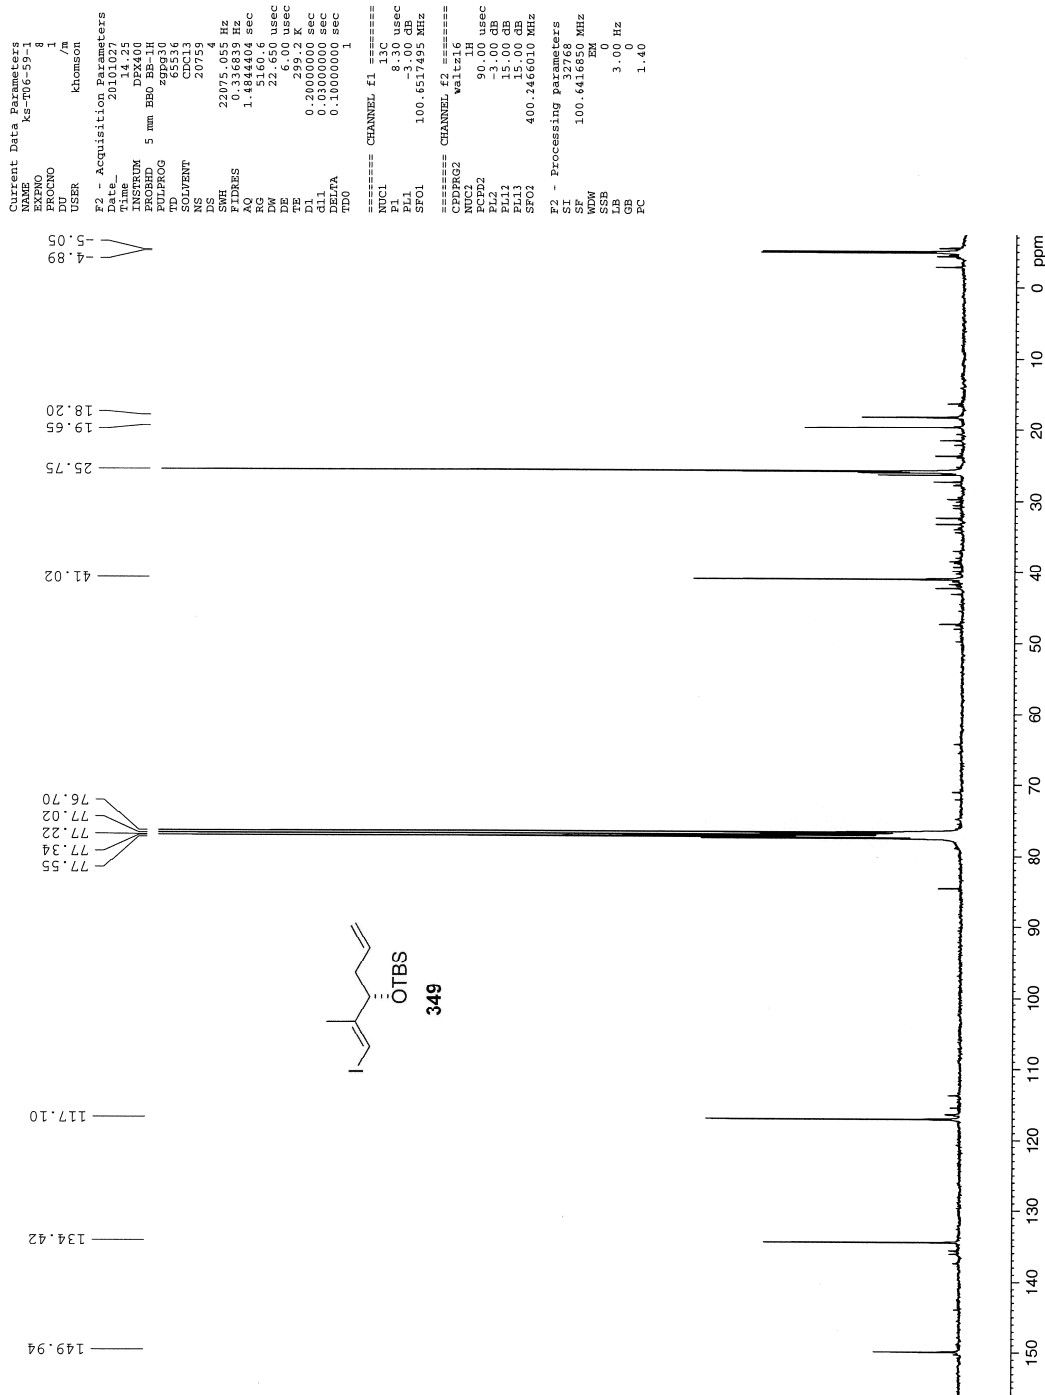 Current Data Parameters
NAME ks-T06-59-1
EXPNO 8
PROCNO 1
DU /m
USER khomson
F2 - Acquisition Parameters
Date_ 20101027
Time 14.25
INSTRUM DPX400
PROBHD 5 mm BBO BB-1H
PULPROG zgpg30
TD 65536
SOLVENT CDCl3
NS 20759
DS 4
SWH 22075.055 Hz
FIDRES 0.336839 Hz
AQ 1.4844404 sec
RG 5160.6
DW 22.650 usec
DE 6.00 usec
TE 299.2 K
D1 0.20000000 sec
d11 0.03000000 sec
DELTA 0.10000000 sec
TD0 1
======== CHANNEL f1 ========
NUC1 13C
P1 8.30 usec
PL1 -3.00 dB
SFO1 100.6517495 MHz
======== CHANNEL f2 ========
CPDPRG2 waltz16
NUC2 1H
PCPD2 90.00 usec
PL2 -3.00 dB
PL12 15.00 dB
PL13 15.00 dB
SFO2 400.2466010 MHz
F2 - Processing parameters
SI 32768
SF 100.6416850 MHz
WDW EM
SSB 0
LB 3.00 Hz
GB 0
PC 1.40
149.94
134.42
117.10
77.55
77.34
77.22
77.02
76.70
41.02
25.75
19.65
18.20
-4.89
-5.05
I
OTBS
349
150 140 130 120 110 100 90 80 70 60 50 40 30 20 10 0 ppm